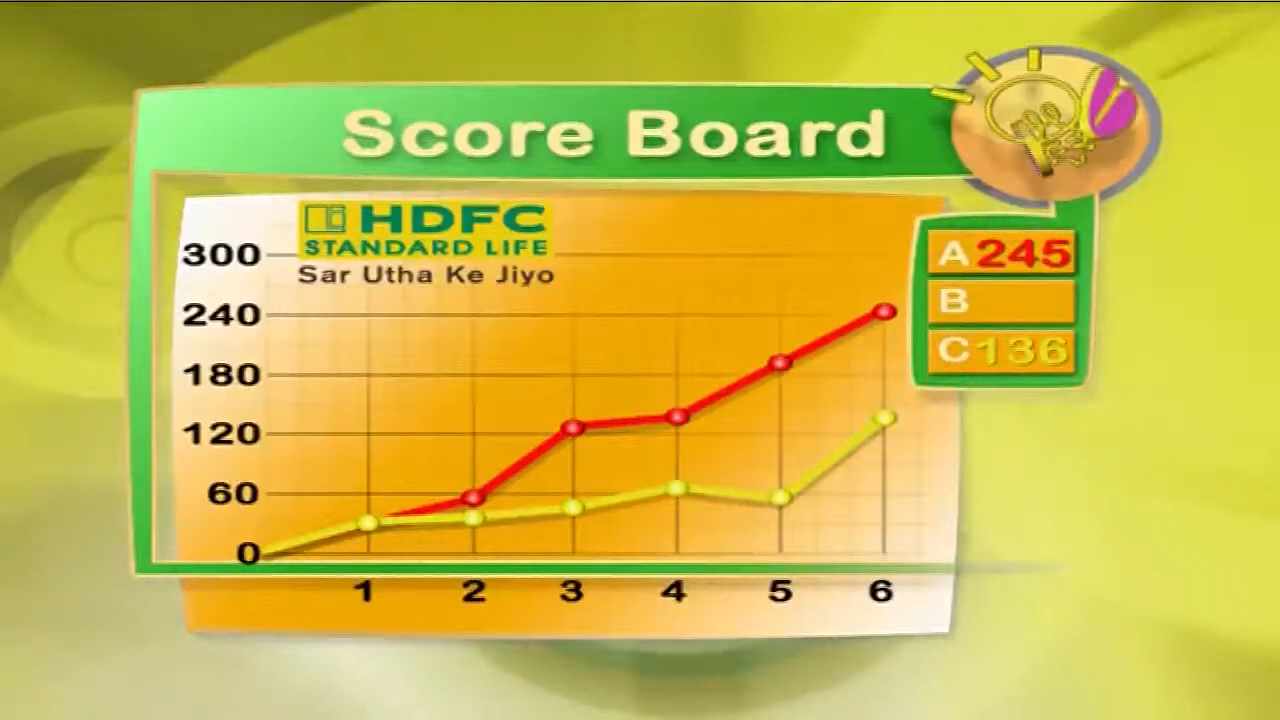 Score Board
HDFC
STANDARD LIFE
Sar Utha Ke Jiyo
300
240
180
120
60
0
1 2 3 4 5 6
A 245
B
C 136